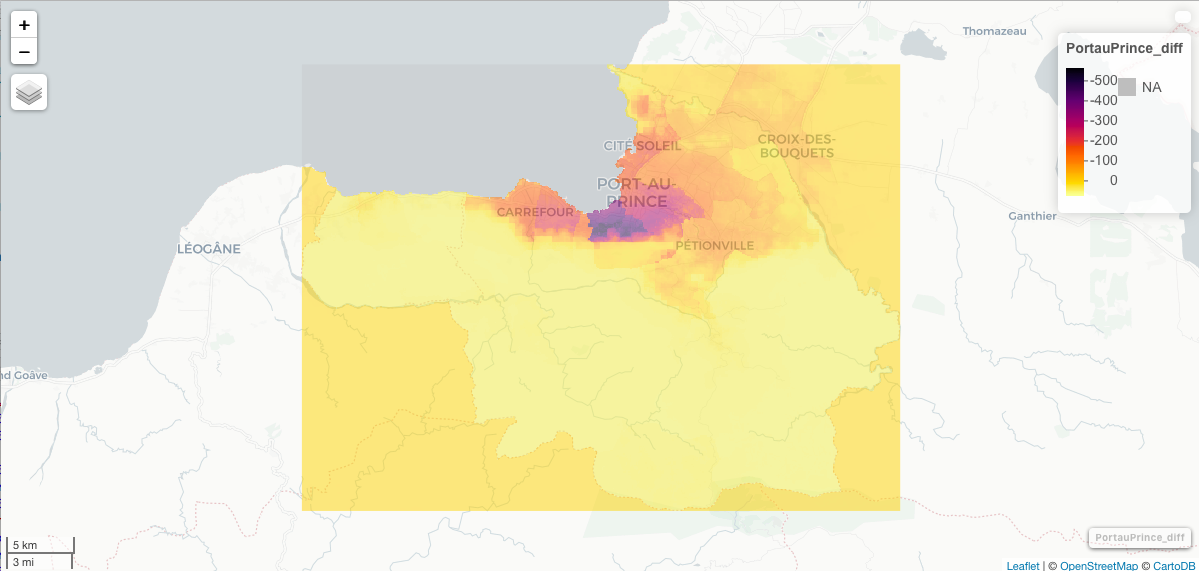 +
−
Thomazeau
PortauPrince_diff
-500
NA
-400
-300
-200
-100
0
CITÉ SOLEIL
CROIX-DES-
BOUQUETS
PORT-AU-
PRINCE
CARREFOUR
Ganthier
PÉTIONVILLE
LÉOGÂNE
nd Goâve
5 km
3 mi
PortauPrince_diff
Leaflet | © OpenStreetMap © CartoDB